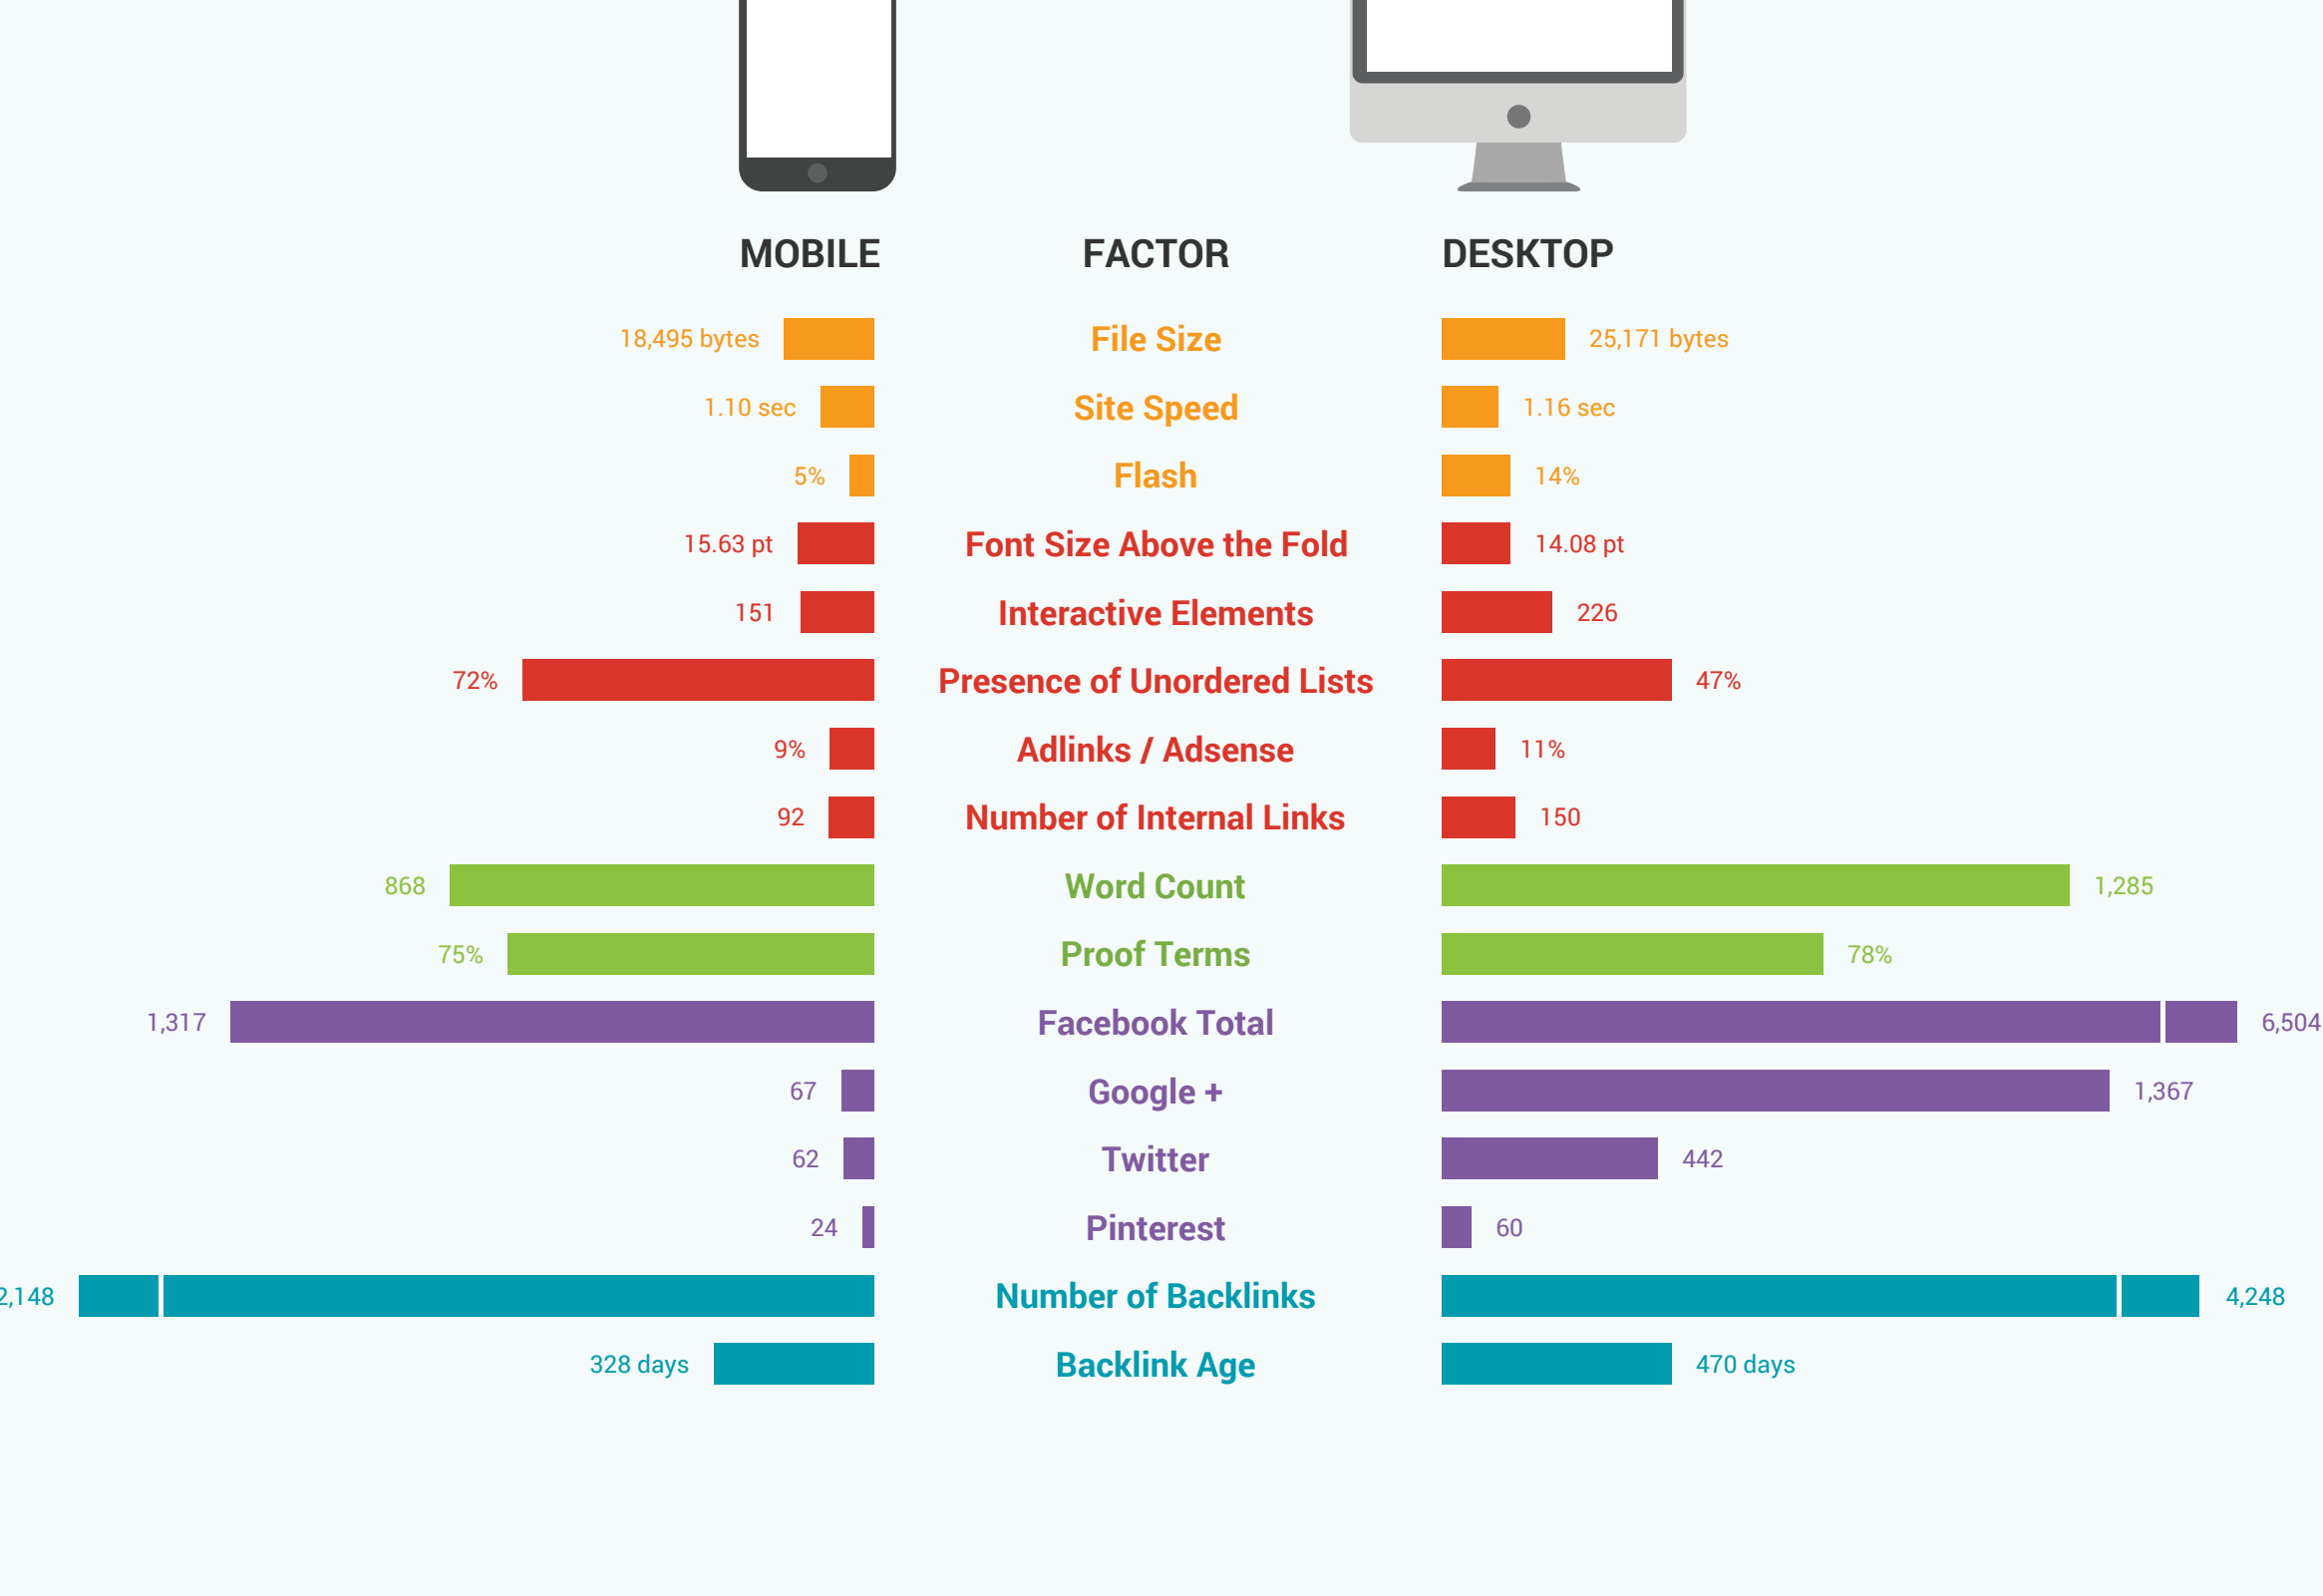 MOBILE FACTOR DESKTOP
18,495 bytes File Size 25,171 bytes
1.10 sec Site Speed 1.16 sec
5% Flash 14%
15.63 pt Font Size Above the Fold 14.08 pt
151 Interactive Elements 226
72% Presence of Unordered Lists 47%
9% Adlinks / Adsense 11%
92 Number of Internal Links 150
868 Word Count 1,285
75% Proof Terms 78%
1,317 Facebook Total 6,504
67 Google + 1,367
62 Twitter 442
24 Pinterest 60
2,148 Number of Backlinks 4,248
328 days Backlink Age 470 days